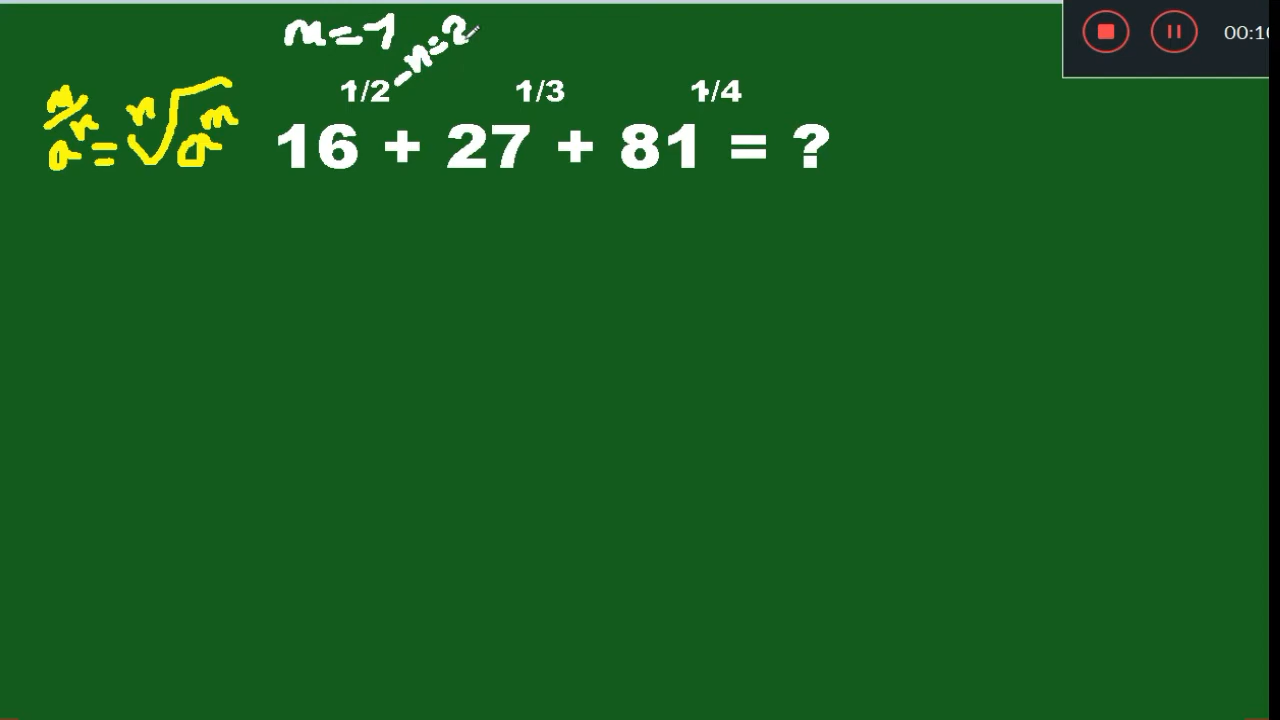 m=1
-n=2
00:10
1/2 1/3 1/4
a^m/n = n√a^m
16 + 27 + 81 = ?